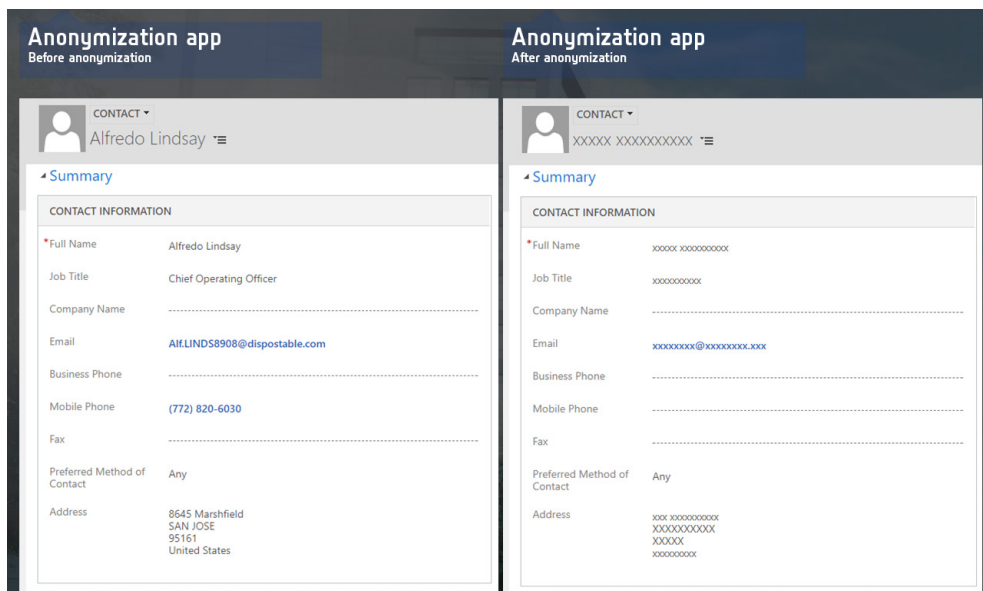 Anonymization app
Before anonymization
CONTACT
Alfredo Lindsay
Summary
CONTACT INFORMATION
*Full Name Alfredo Lindsay
Job Title Chief Operating Officer
Company Name
Email Alf.LINDS8908@dispostable.com
Business Phone
Mobile Phone (772) 820-6030
Fax
Preferred Method of
Contact Any
Address 8645 Marshfield
SAN JOSE
95161
United States
Anonymization app
After anonymization
CONTACT
xxxxx xxxxxxxxxx
Summary
CONTACT INFORMATION
*Full Name xxxxx xxxxxxxxxx
Job Title xxxxxxxxxx
Company Name
Email xxxxxxxx@xxxxxxxx.xxx
Business Phone
Mobile Phone
Fax
Preferred Method of
Contact Any
Address xxx xxxxxxxxxx
XXXXXXXXXX
XXXXX
xxxxxxxxx